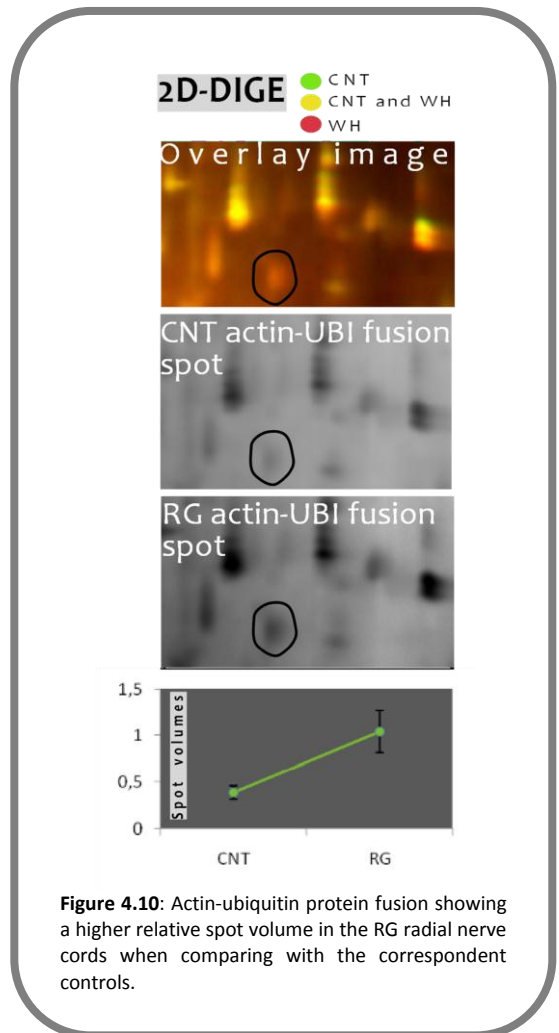 2D-DIGE
CNT
CNT and WH
WH
Overlay image
CNT actin-UBI fusion
spot
RG actin-UBI fusion
spot
Spot volumes
1,5
1
0,5
0
CNT
RG
Figure 4.10: Actin-ubiquitin protein fusion showing
a higher relative spot volume in the RG radial nerve
cords when comparing with the correspondent
controls.